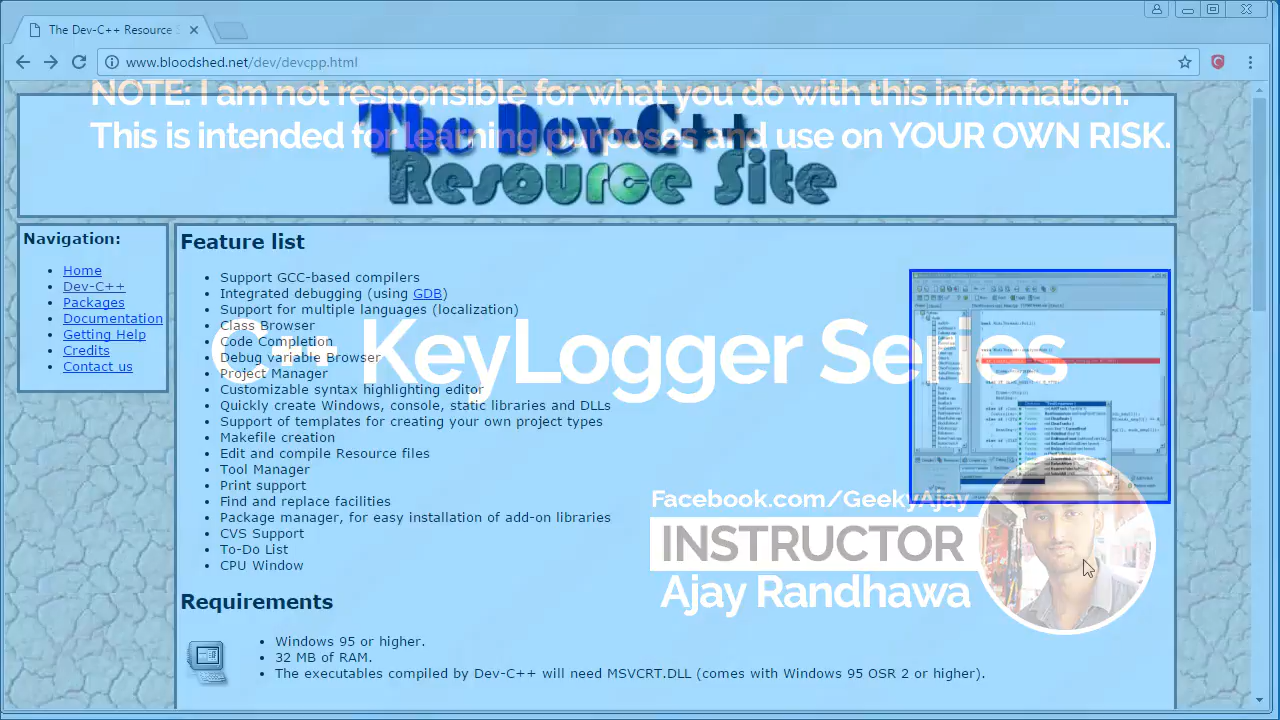 The Dev-C++ Resource
www.bloodshed.net/dev/devcpp.html
NOTE: I am not responsible for what you do with this information.
This is intended for learning purposes and use on YOUR OWN RISK.
The Dev-C++
Resource Site
Navigation:
Home
Dev-C++
Packages
Documentation
Getting Help
Credits
Contact us
Feature list
Support GCC-based compilers
Integrated debugging (using GDB)
Support for multiple languages (localization)
Class Browser
Code Completion
Debug variable Browser
Project Manager
Customizable syntax highlighting editor
Quickly create Windows, console, static libraries and DLLs
Support of templates for creating your own project types
Makefile creation
Edit and compile Resource files
Tool Manager
Print support
Find and replace facilities
Package manager, for easy installation of add-on libraries
CVS Support
To-Do List
CPU Window
KeyLogger Series
Facebook.com/GeekyAjay
INSTRUCTOR
Ajay Randhawa
Requirements
Windows 95 or higher.
32 MB of RAM.
The executables compiled by Dev-C++ will need MSVCRT.DLL (comes with Windows 95 OSR 2 or higher).